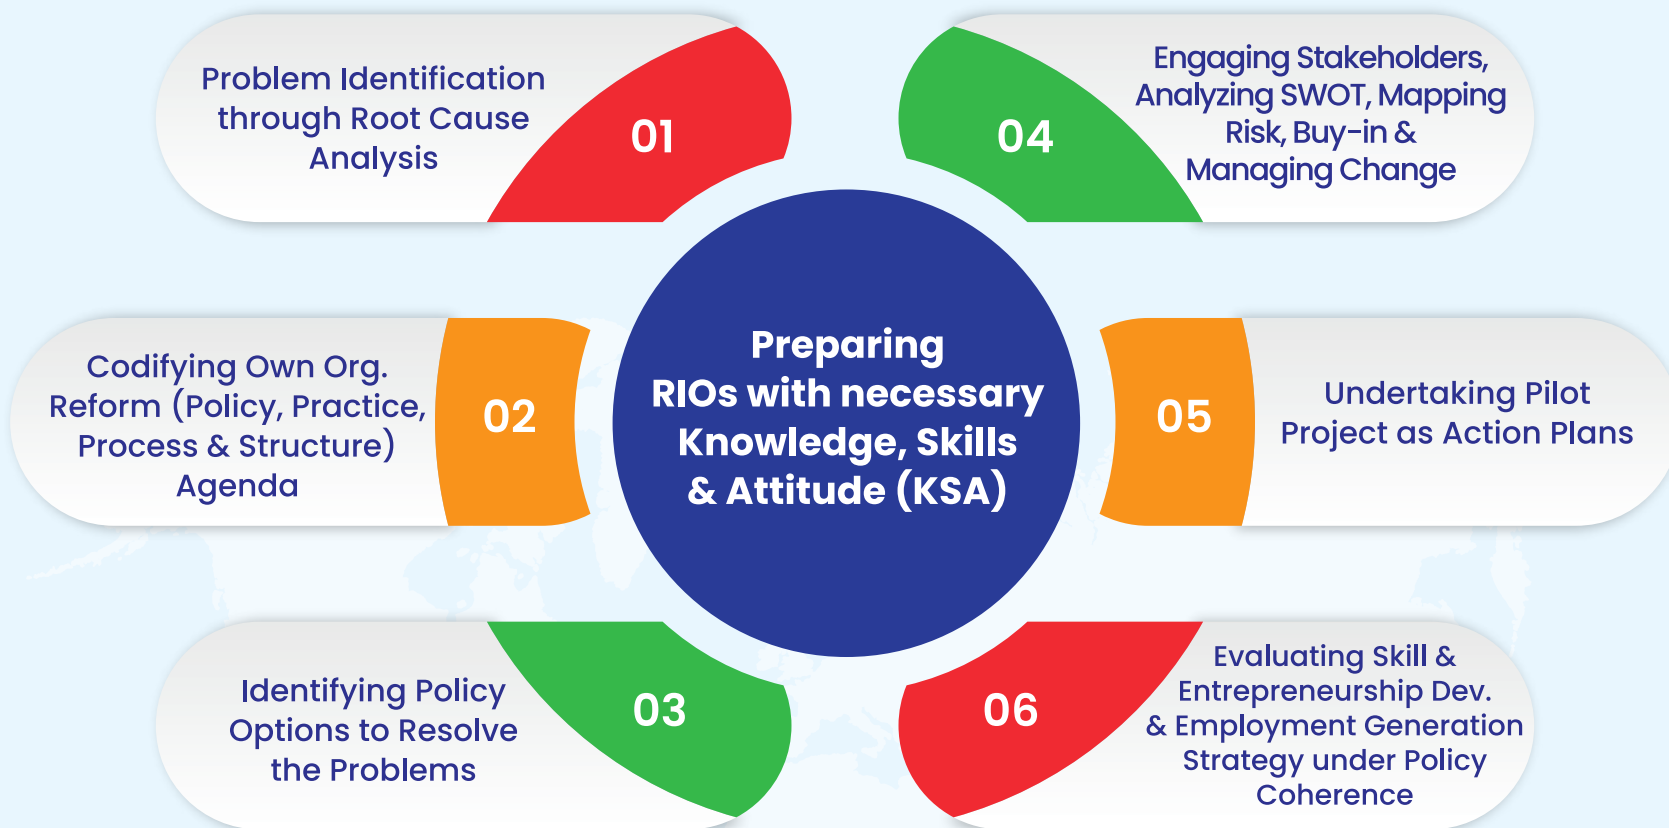 Problem Identification
through Root Cause
Analysis
01
Codifying Own Org.
Reform (Policy, Practice,
Process & Structure)
Agenda
02
Identifying Policy
Options to Resolve
the Problems
03
Preparing
RIOs with necessary
Knowledge, Skills
& Attitude (KSA)
04
Engaging Stakeholders,
Analyzing SWOT, Mapping
Risk, Buy-in &
Managing Change
05
Undertaking Pilot
Project as Action Plans
06
Evaluating Skill &
Entrepreneurship Dev.
& Employment Generation
Strategy under Policy
Coherence